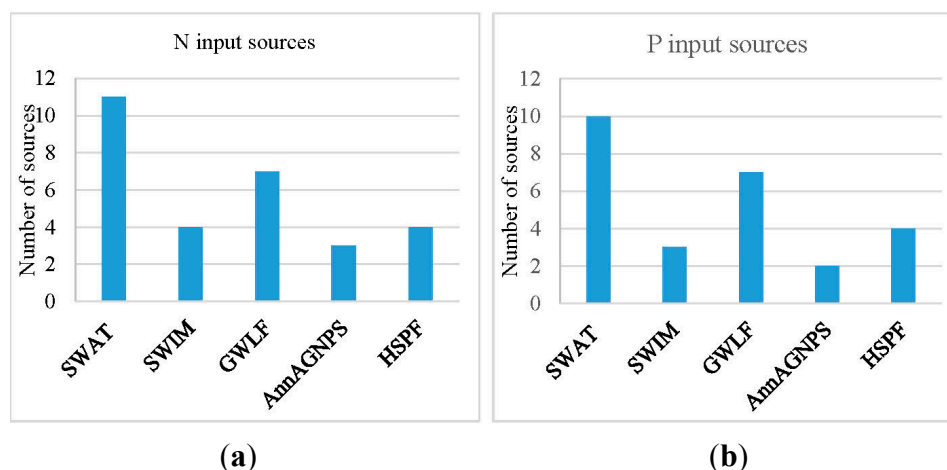 N input sources
Number of sources
12
10
8
6
4
2
0
SWAT
SWIM
GWLF
AnnAGNPS
HSPF
(a)
P input sources
Number of sources
12
10
8
6
4
2
0
SWAT
SWIM
GWLF
AnnAGNPS
HSPF
(b)